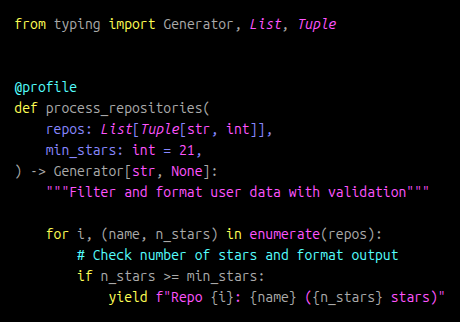 from typing import Generator, List, Tuple


@profile
def process_repositories(
    repos: List[Tuple[str, int]],
    min_stars: int = 21,
) -> Generator[str, None]:
    """Filter and format user data with validation"""

    for i, (name, n_stars) in enumerate(repos):
        # Check number of stars and format output
        if n_stars >= min_stars:
            yield f"Repo {i}: {name} ({n_stars} stars)"